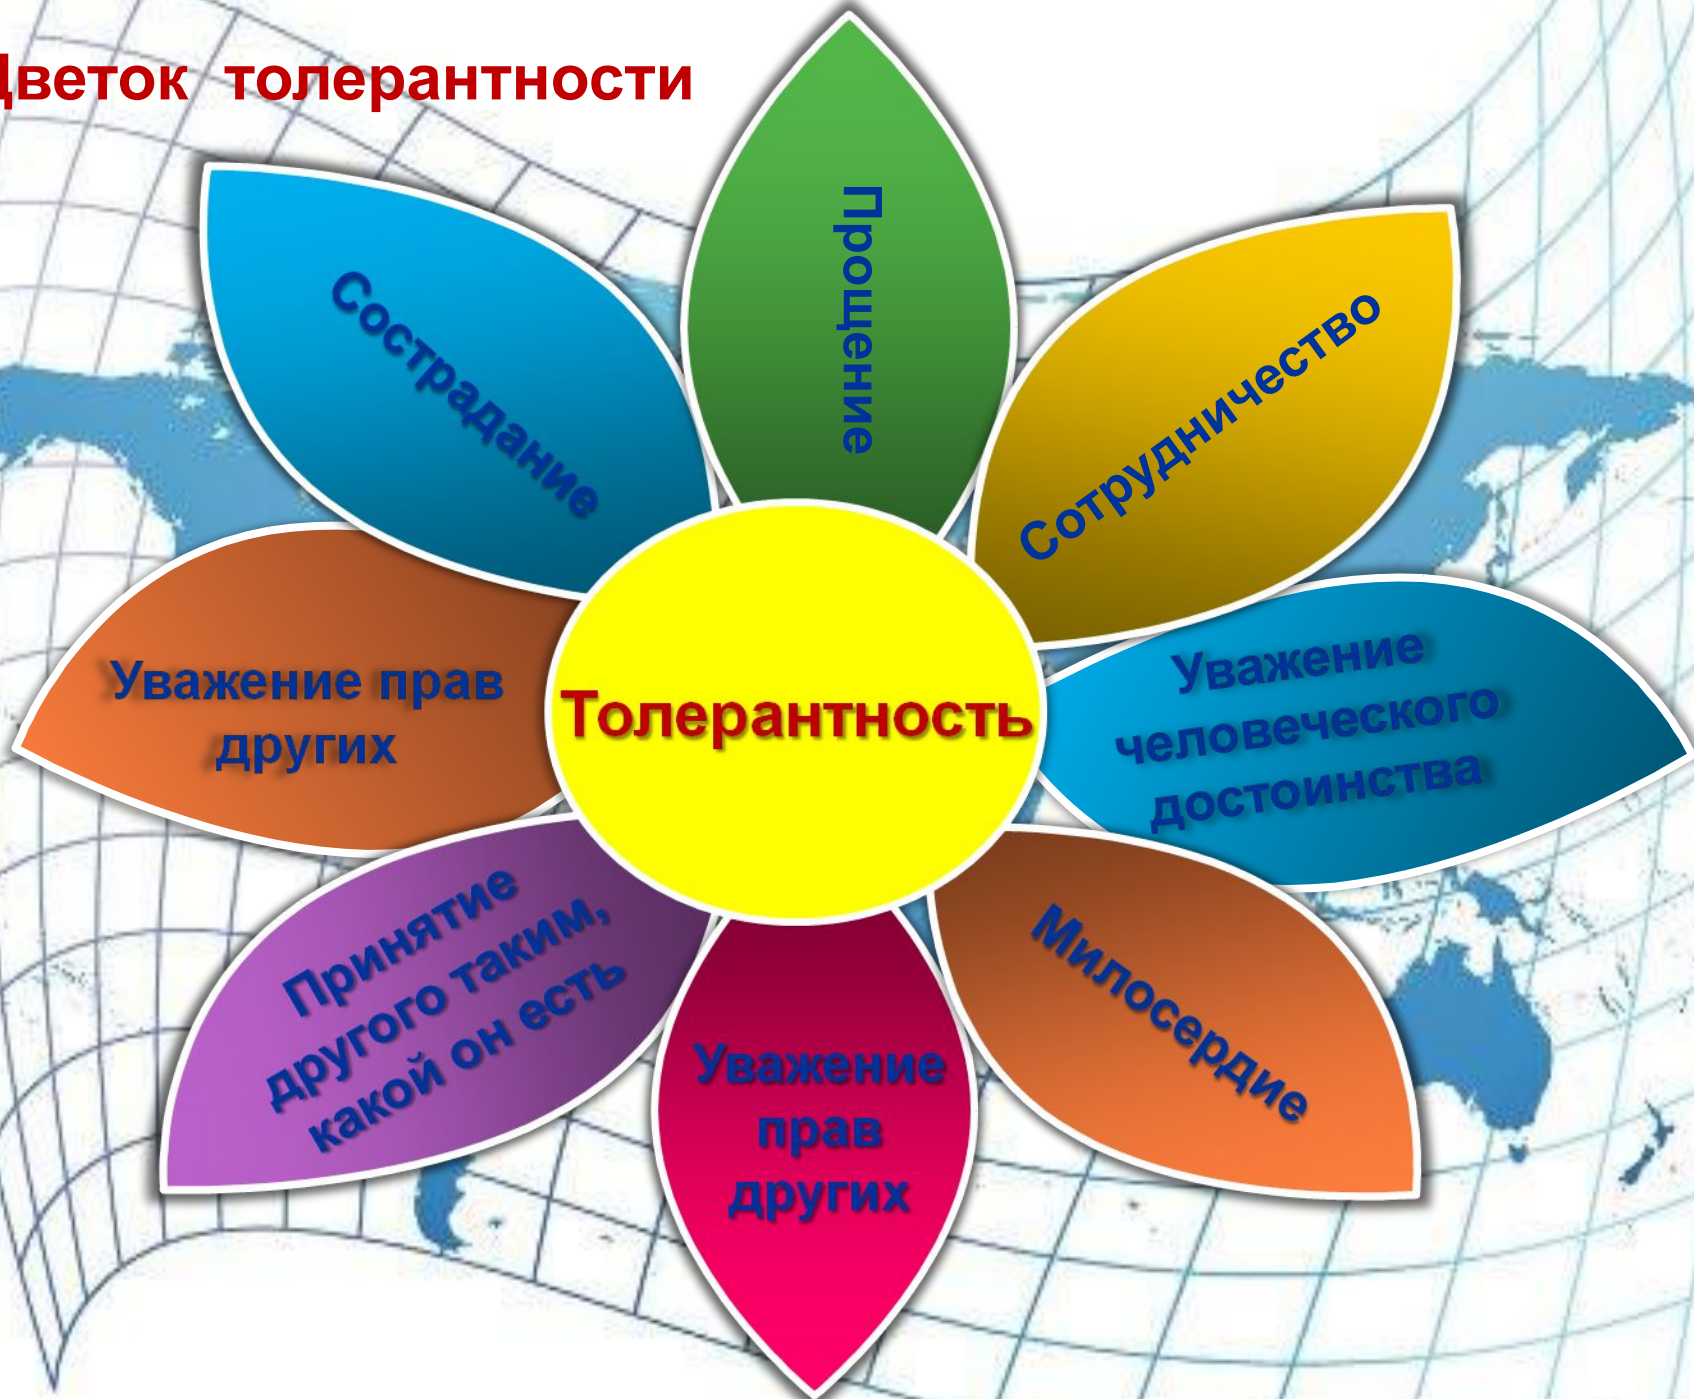 Цветок толерантности
Прощение
Сотрудничество
Уважение
человеческого
достоинства
Милосердие
Уважение
прав
других
Принятие
другого таким,
какой он есть
Уважение прав
других
Сострадание
Толерантность